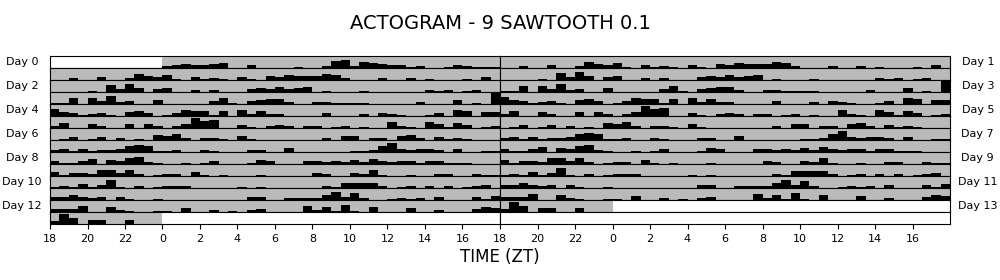 ACTOGRAM - 9 SAWTOOTH 0.1
Day 0 Day 1
Day 2 Day 3
Day 4 Day 5
Day 6 Day 7
Day 8 Day 9
Day 10 Day 11
Day 12 Day 13
18 20 22 0 2 4 6 8 10 12 14 16 18 20 22 0 2 4 6 8 10 12 14 16
TIME (ZT)